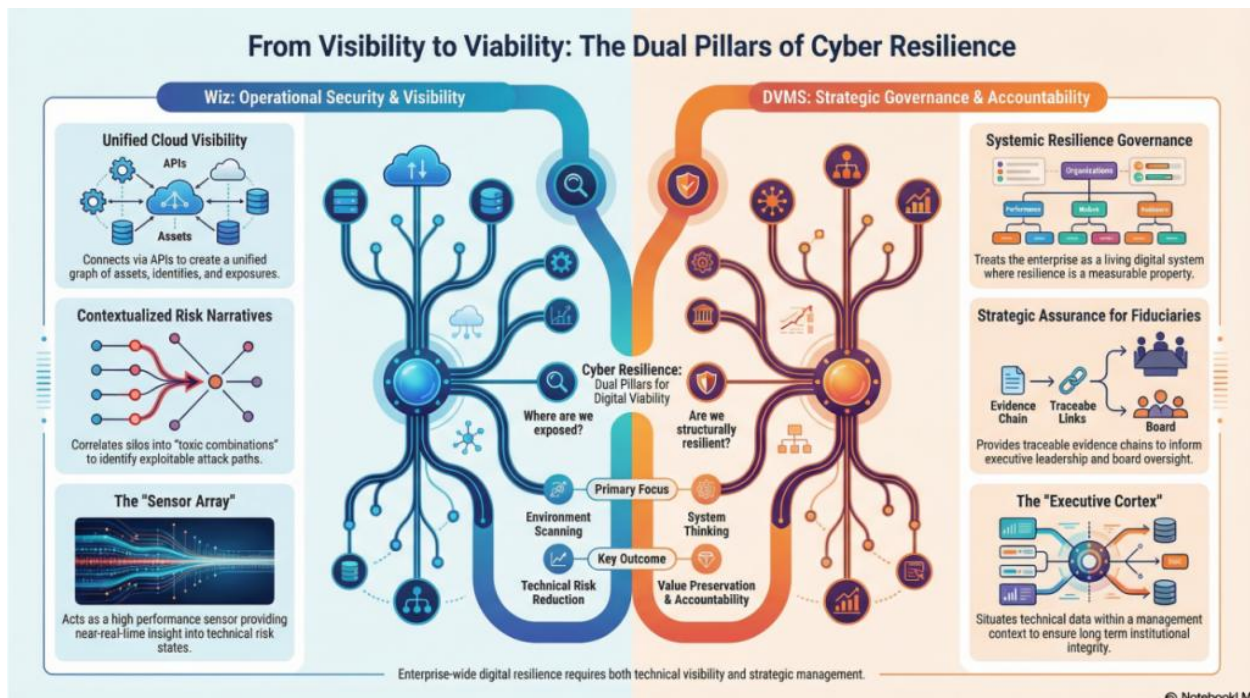 From Visibility to Viability: The Dual Pillars of Cyber Resilience
Wiz: Operational Security & Visibility
Unified Cloud Visibility
APIs
Assets
Connects via APIs to create a unified
graph of assets, identifies, and exposures.
Contextualized Risk Narratives
Correlates silos into "toxic combinations"
to identify exploitable attack paths.
The "Sensor Array"
Acts as a high performance sensor providing
near-real-lime insight into technical risk
states.
Cyber Resilience:
Dual Pillars for
Digital Viability
Where are we
exposed?
Are we
structurally
resilient?
Primary Focus
Environment
Scanning
System
Thinking
Key Outcome
Technical Risk
Reduction
Value Preservation
& Accountability
DVMS: Strategic Governance & Accountability
Systemic Resilience Governance
Organizations
Performance
Treats the enterprise as a living digital system
where resilience is a measurable property.
Strategic Assurance for Fiduciaries
Evidence
Chain
Traceabe
Links
Board
Provides traceable evidence chains to inform
executive leadership and board oversight.
The "Executive Cortex"
Situates technical data within a management
context to ensure long term institutional
integrity.
Enterprise-wide digital resilience requires both technical visibility and strategic management.